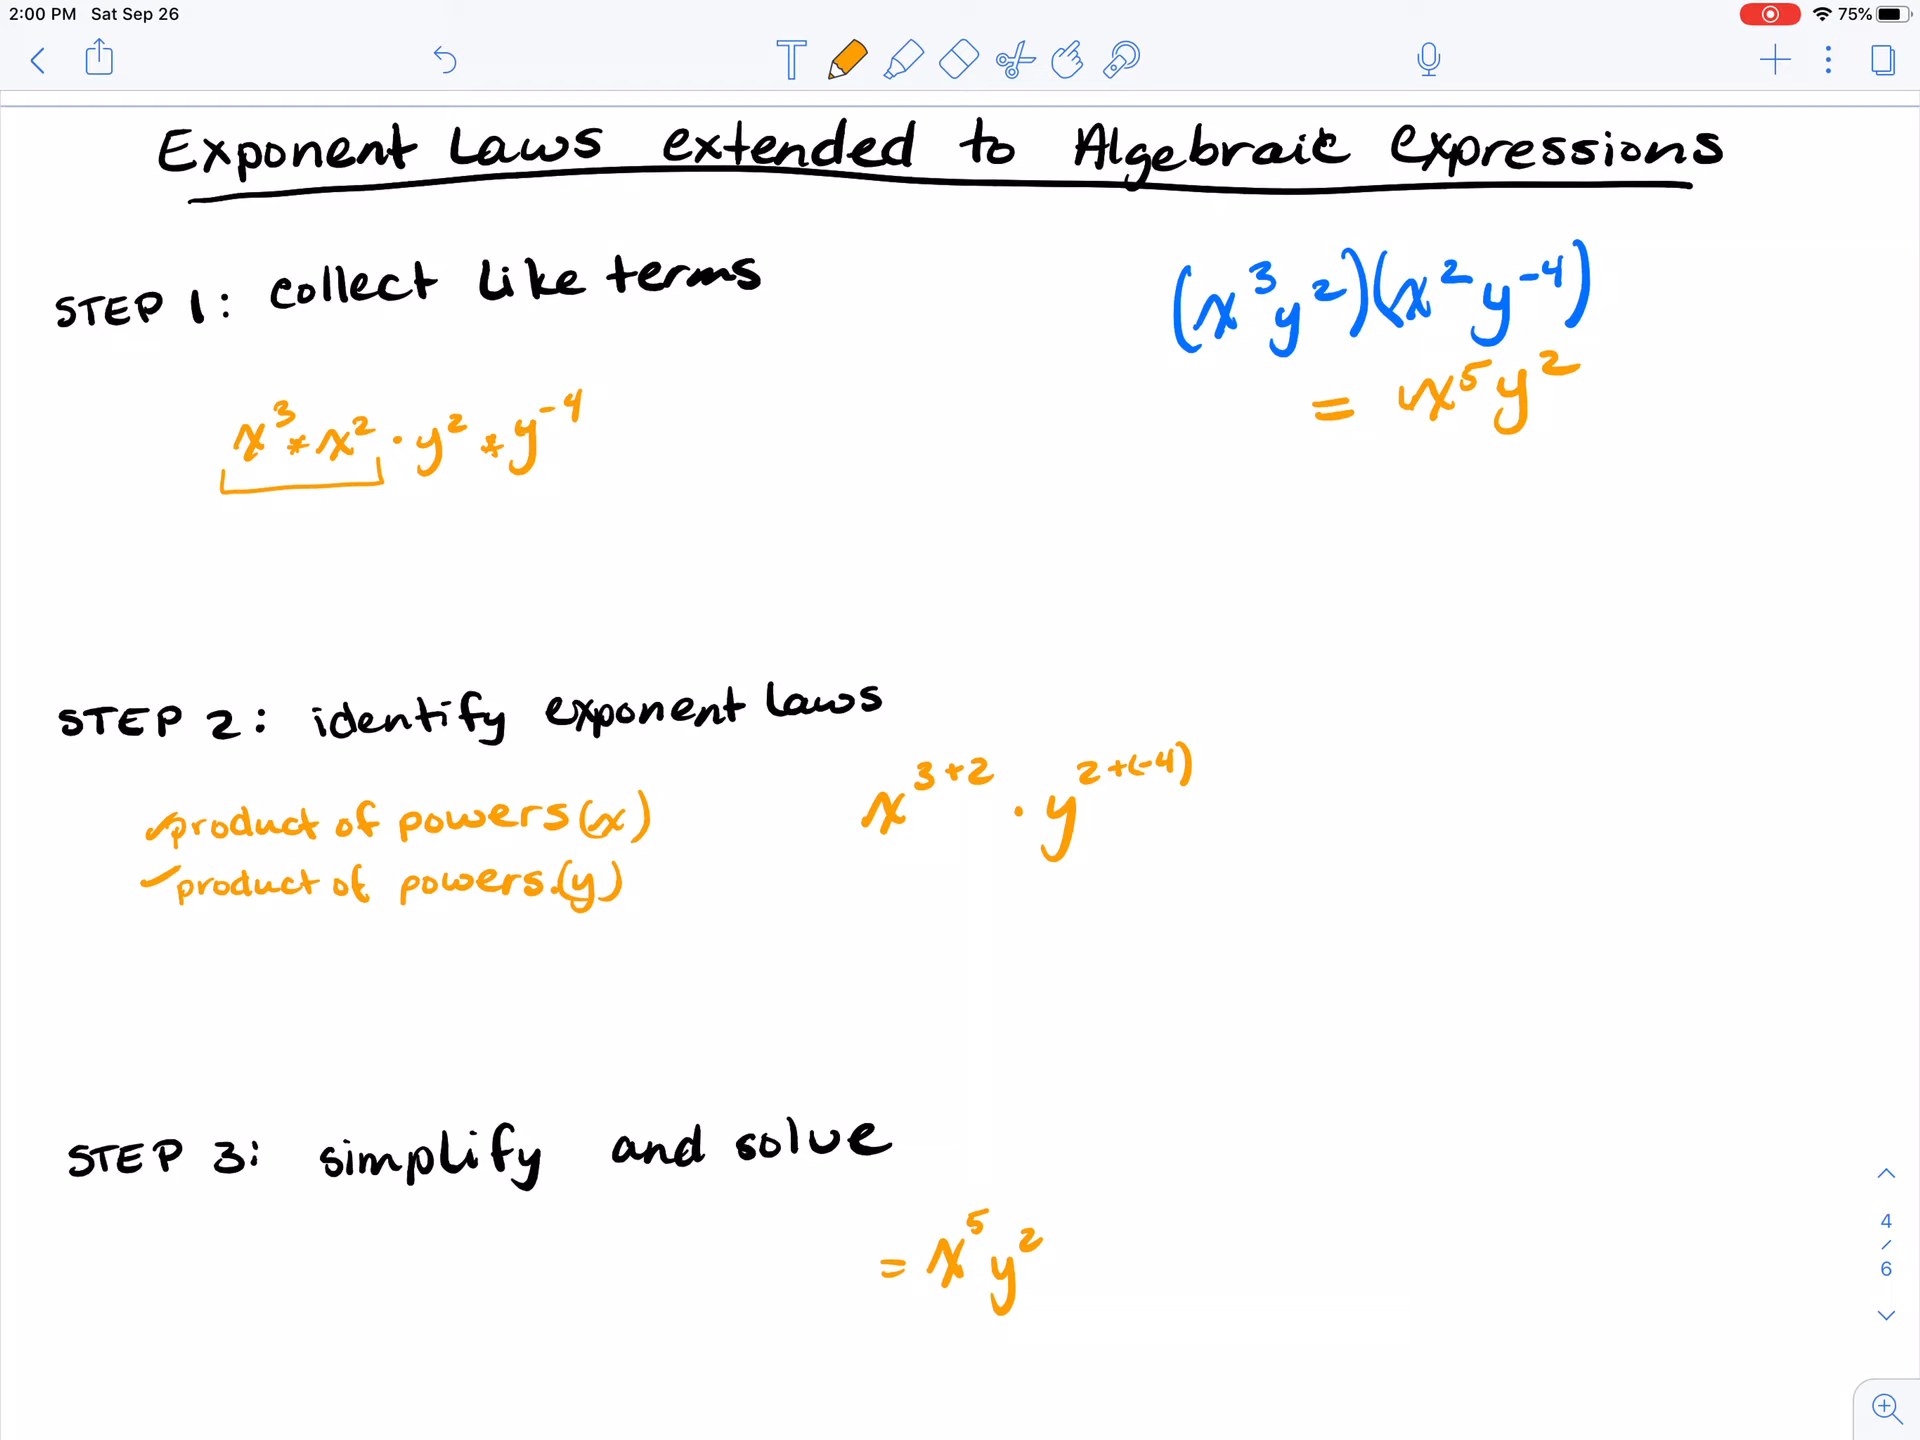 2:00 PM Sat Sep 26 75%
Exponent Laws extended to Algebraic expressions
STEP 1: collect like terms
(x³y²)(x²y⁻⁴)
= x⁵y²
x³ * x² · y² * y⁻⁴
STEP 2: identify exponent laws
x³⁺² · y²⁺⁽⁻⁴⁾
✓product of powers (x)
✓product of powers.(y)
STEP 3: simplify and solve
= x⁵y²
4
/
6